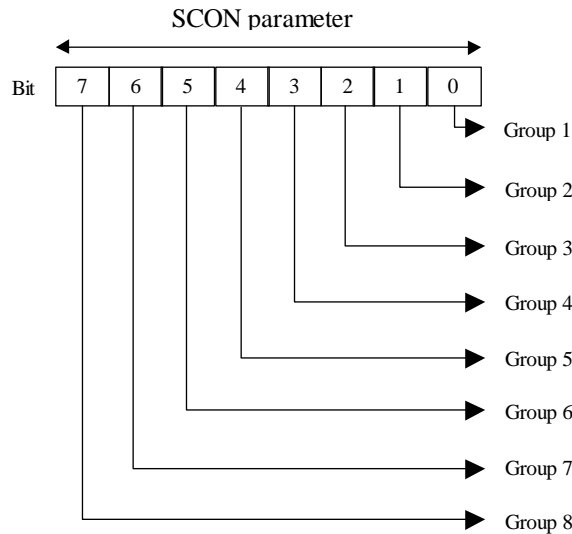 SCON parameter
Bit 7 6 5 4 3 2 1 0
Group 1
Group 2
Group 3
Group 4
Group 5
Group 6
Group 7
Group 8